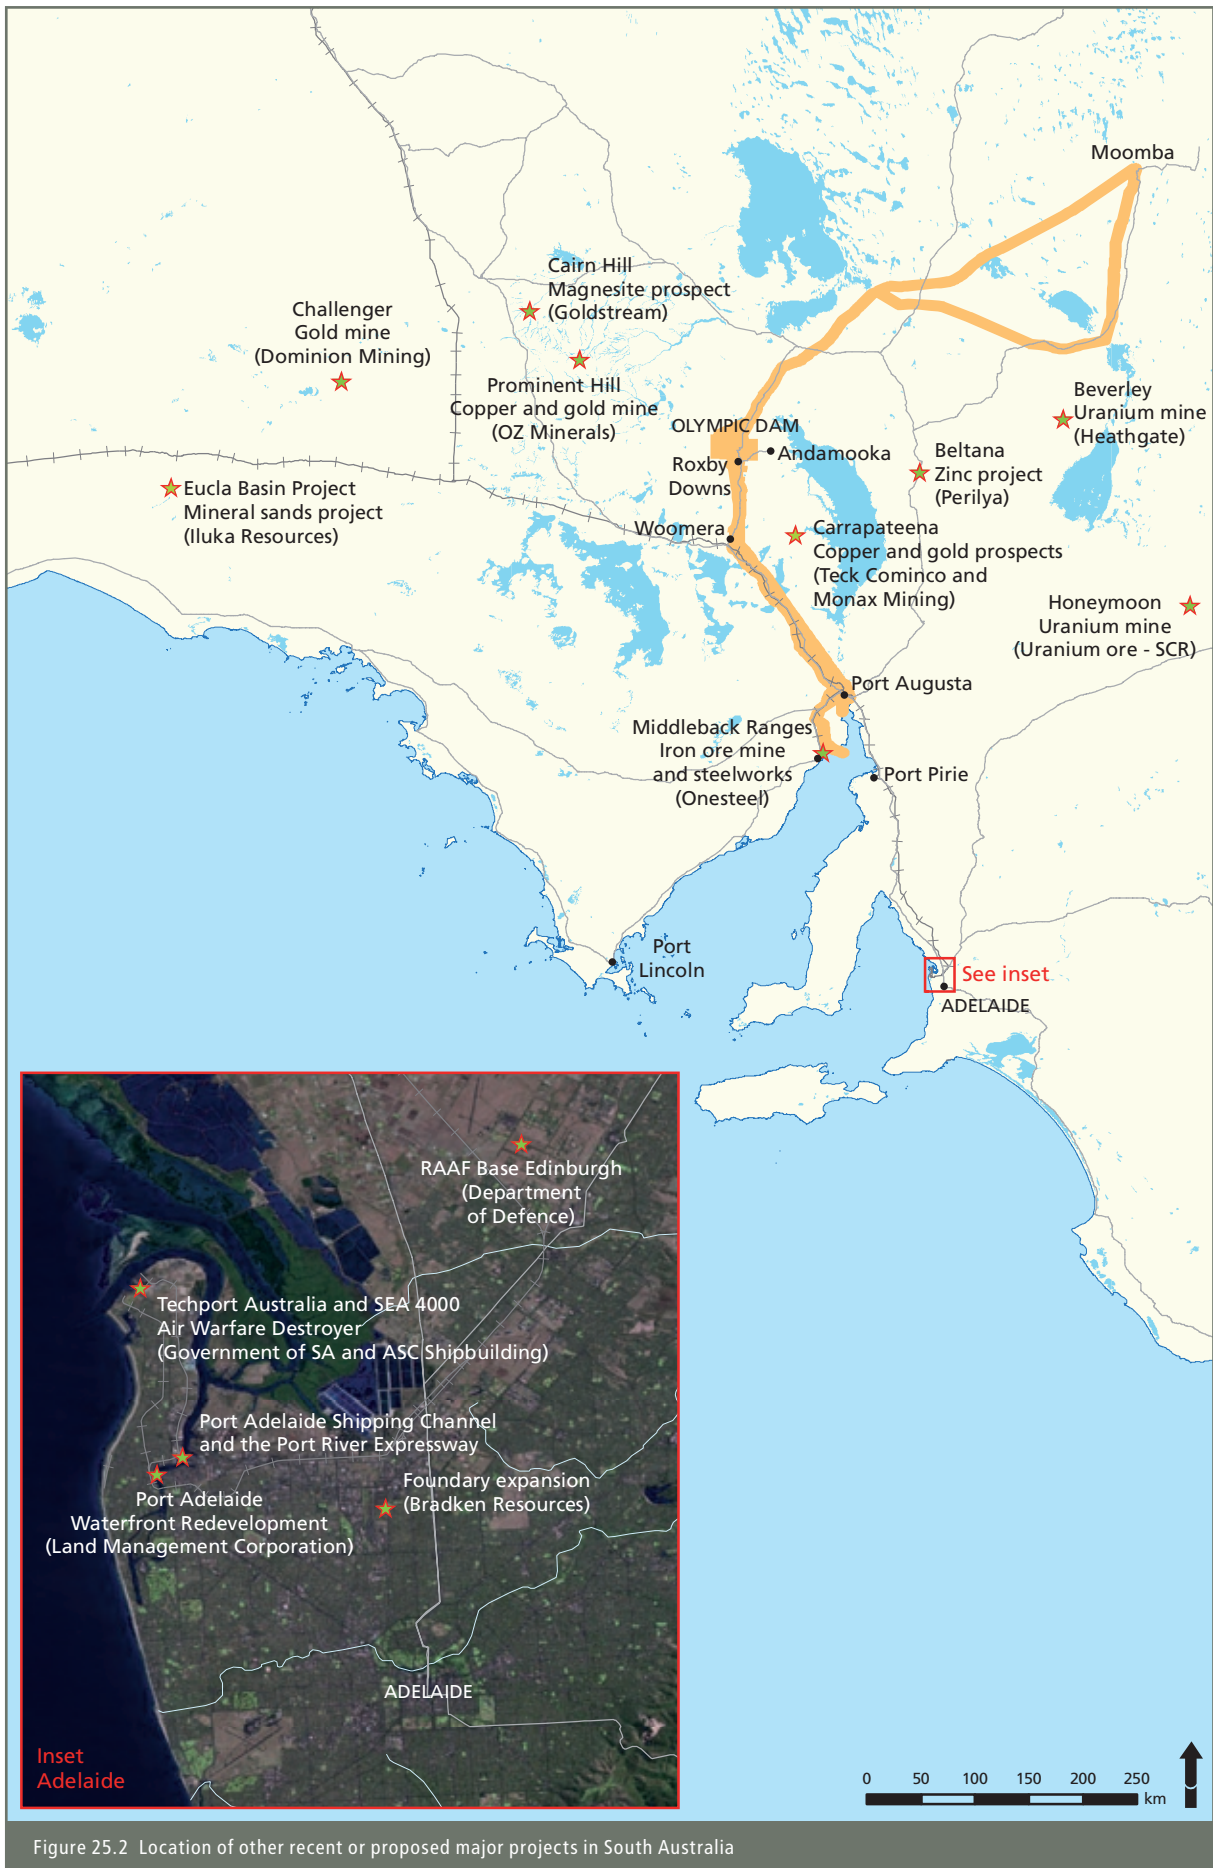 Moomba
Cairn Hill
Magnesite prospect
(Goldstream)
Challenger
Gold mine
(Dominion Mining)
Prominent Hill
Copper and gold mine
(OZ Minerals)
Beverley
Uranium mine
(Heathgate)
OLYMPIC DAM
Andamooka
Roxby
Downs
Beltana
Zinc project
(Perilya)
Eucla Basin Project
Mineral sands project
(Iluka Resources)
Woomera
Carrapateena
Copper and gold prospects
(Teck Cominco and
Monax Mining)
Honeymoon
Uranium mine
(Uranium ore - SCR)
Port Augusta
Middleback Ranges
Iron ore mine
and steelworks
(Onesteel)
Port Pirie
Port
Lincoln
See inset
ADELAIDE
RAAF Base Edinburgh
(Department
of Defence)
Techport Australia and SEA 4000
Air Warfare Destroyer
(Government of SA and ASC Shipbuilding)
Port Adelaide Shipping Channel
and the Port River Expressway
Foundary expansion
(Bradken Resources)
Port Adelaide
Waterfront Redevelopment
(Land Management Corporation)
ADELAIDE
Inset
Adelaide
0 50 100 150 200 250
km
Figure 25.2 Location of other recent or proposed major projects in South Australia